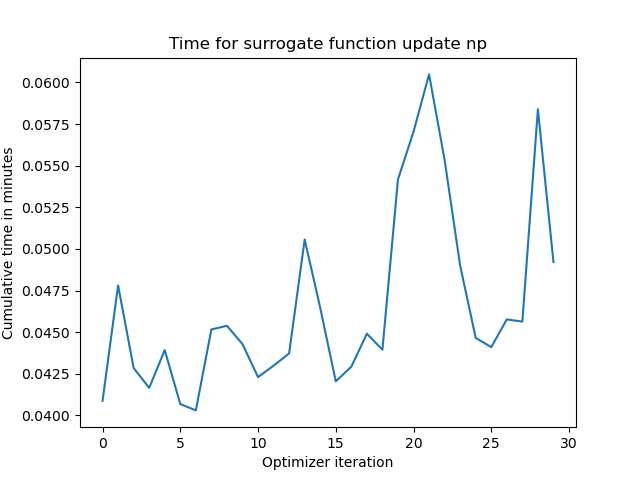 Time for surrogate function update np
Cumulative time in minutes
0.0600
0.0575
0.0550
0.0525
0.0500
0.0475
0.0450
0.0425
0.0400
0 5 10 15 20 25 30
Optimizer iteration